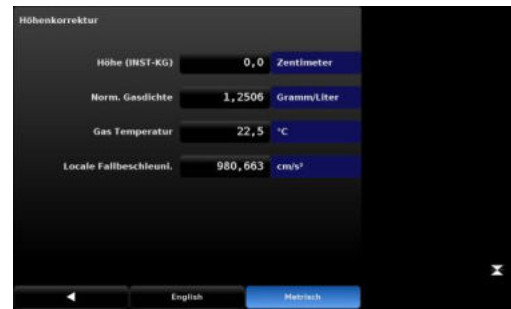 Höhenkorrektur
Höhe (INST-KG) 0,0 Zentimeter
Norm. Gasdichte 1,2506 Gramm/Liter
Gas Temperatur 22,5 °C
Locale Fallbeschleuni. 980,663 cm/s²
English Metrisch